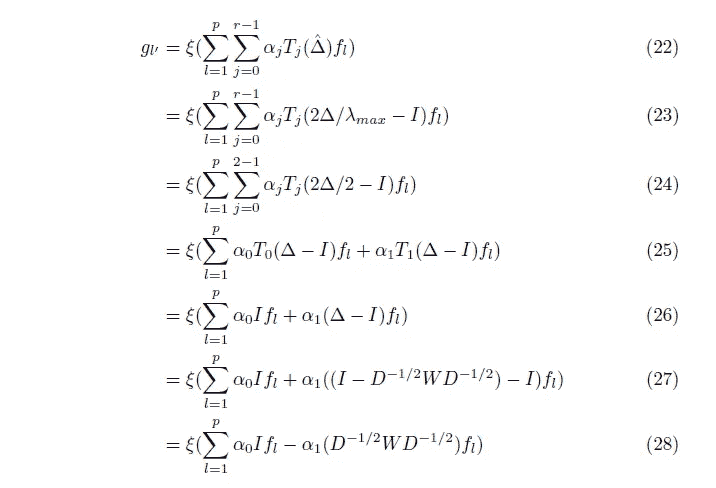 g_{l'} = ξ(∑_{l=1}^{p} ∑_{j=0}^{r−1} α_j T_j(Δ̂)f_l) (22)
= ξ(∑_{l=1}^{p} ∑_{j=0}^{r−1} α_j T_j(2Δ/λ_{max} − I)f_l) (23)
= ξ(∑_{l=1}^{p} ∑_{j=0}^{2−1} α_j T_j(2Δ/2 − I)f_l) (24)
= ξ(∑_{l=1}^{p} α_0 T_0(Δ − I)f_l + α_1 T_1(Δ − I)f_l) (25)
= ξ(∑_{l=1}^{p} α_0 I f_l + α_1(Δ − I)f_l) (26)
= ξ(∑_{l=1}^{p} α_0 I f_l + α_1((I − D^{−1/2}WD^{−1/2}) − I)f_l) (27)
= ξ(∑_{l=1}^{p} α_0 I f_l − α_1(D^{−1/2}WD^{−1/2})f_l) (28)